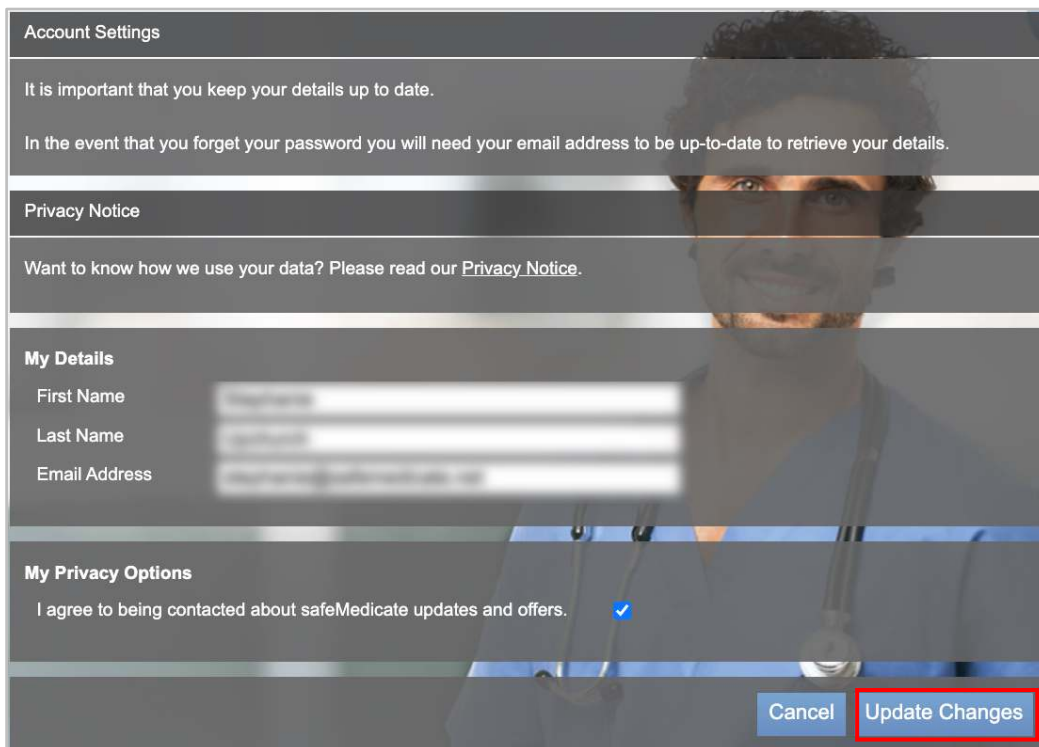 Account Settings
It is important that you keep your details up to date.
In the event that you forget your password you will need your email address to be up-to-date to retrieve your details.
Privacy Notice
Want to know how we use your data? Please read our Privacy Notice.
My Details
First Name
Last Name
Email Address
My Privacy Options
I agree to being contacted about safeMedicate updates and offers.
Cancel Update Changes